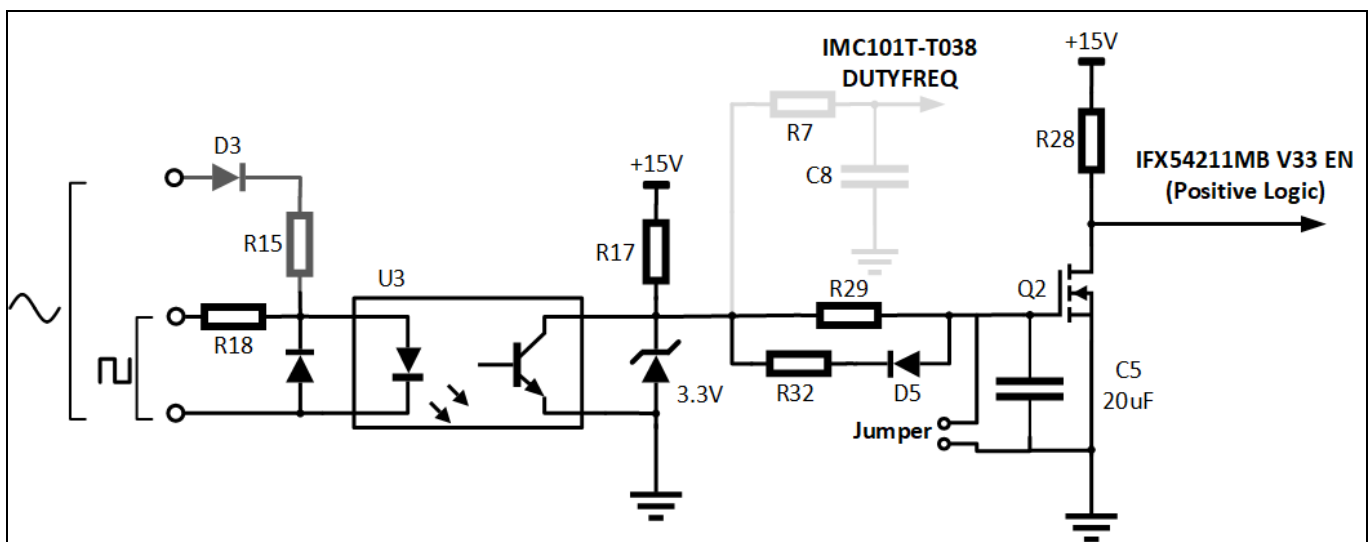 IMC101T-T038
DUTYFREQ
+15V
R7
R28
D3
IFX54211MB V33 EN
(Positive Logic)
+15V
C8
R15
R17
U3
Q2
R29
R18
3.3V
R32
D5
C5
20uF
Jumper